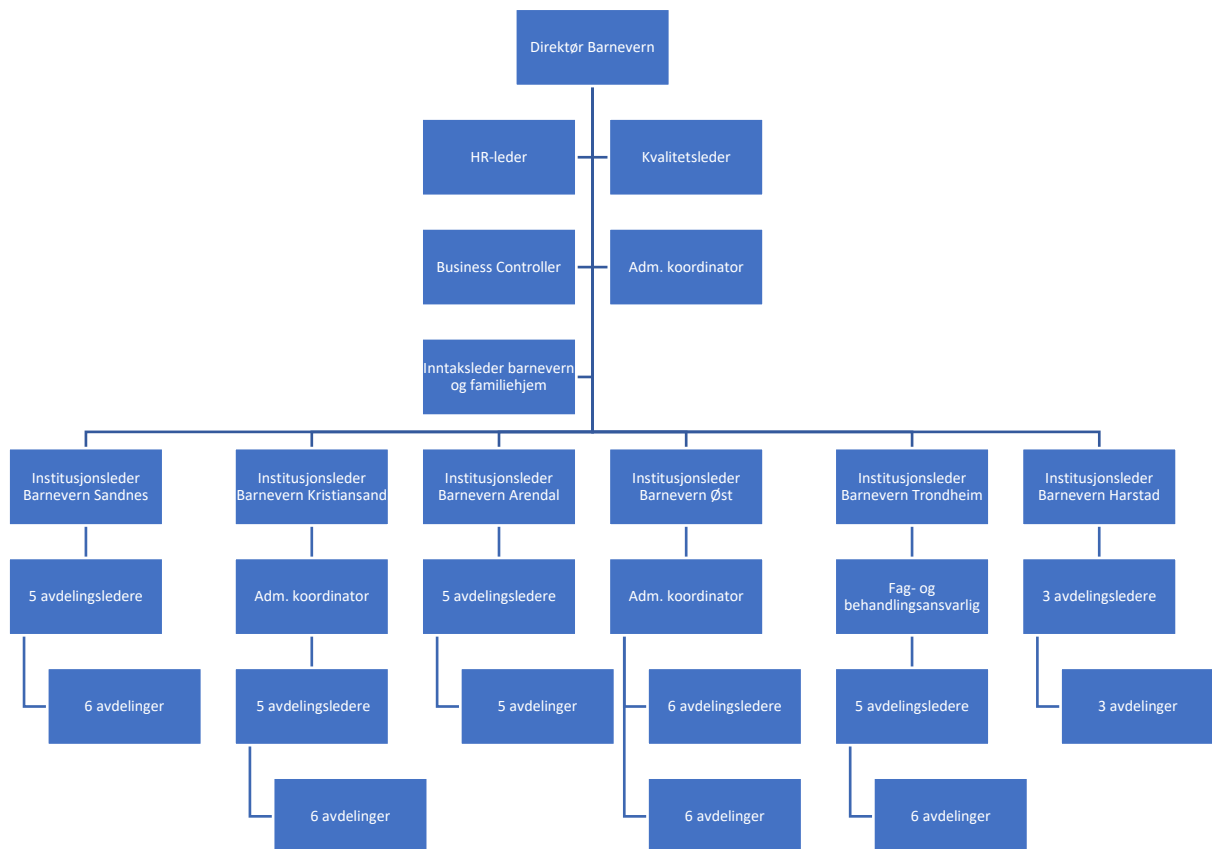 Direktør Barnevern
HR-leder
Kvalitetsleder
Business Controller
Adm. koordinator
Inntaksleder barnevern
og familiehjem
Institusjonsleder
Barnevern Sandnes
Institusjonsleder
Barnevern Kristiansand
Institusjonsleder
Barnevern Arendal
Institusjonsleder
Barnevern Øst
Institusjonsleder
Barnevern Trondheim
Institusjonsleder
Barnevern Harstad
5 avdelingsledere
Adm. koordinator
5 avdelingsledere
Adm. koordinator
Fag- og
behandlingsansvarlig
3 avdelingsledere
6 avdelinger
5 avdelingsledere
5 avdelinger
6 avdelingsledere
5 avdelingsledere
3 avdelinger
6 avdelinger
6 avdelinger
6 avdelinger